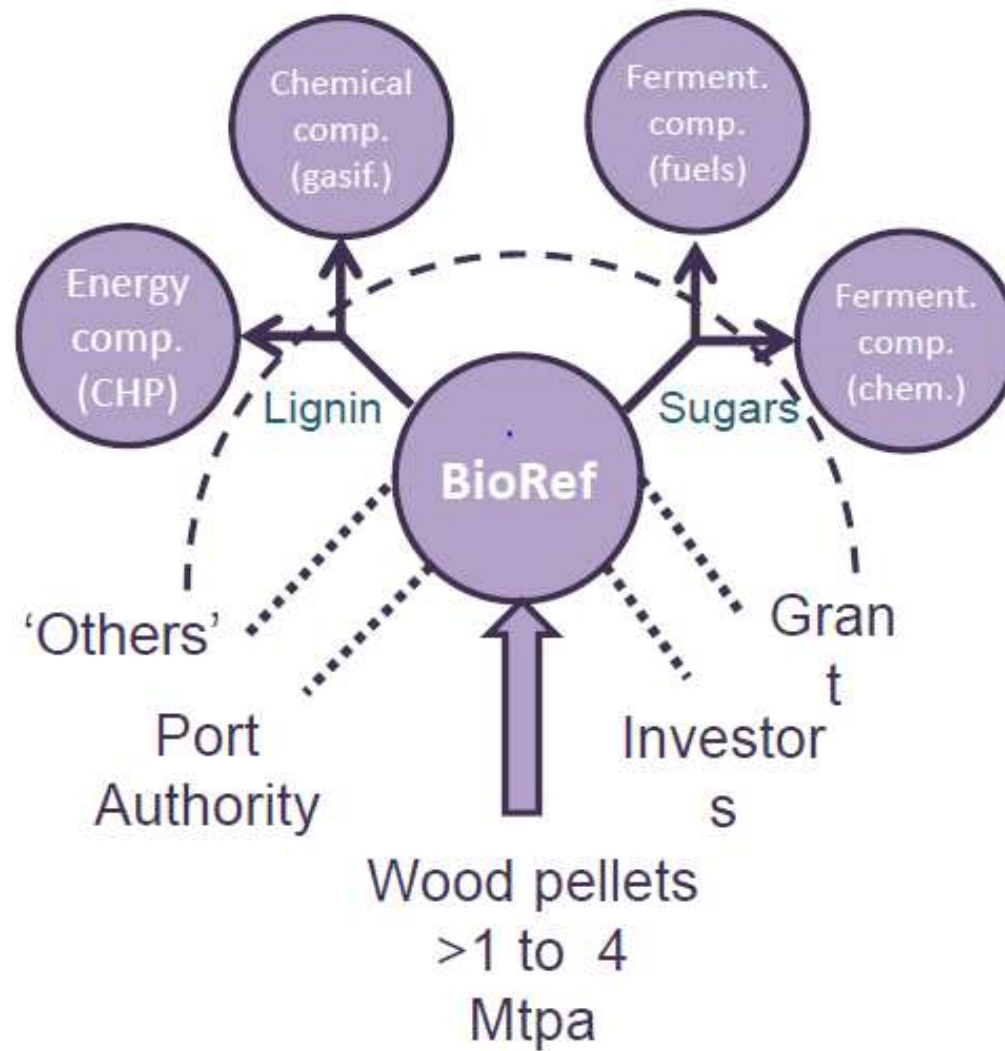 Chemical
comp.
(gasif.)
Ferment.
comp.
(fuels)
Energy
comp.
(CHP)
Ferment.
comp.
(chem.)
Lignin
Sugars
BioRef
‘Others’
Gran
t
Port
Authority
Investor
s
Wood pellets
>1 to 4
Mtpa